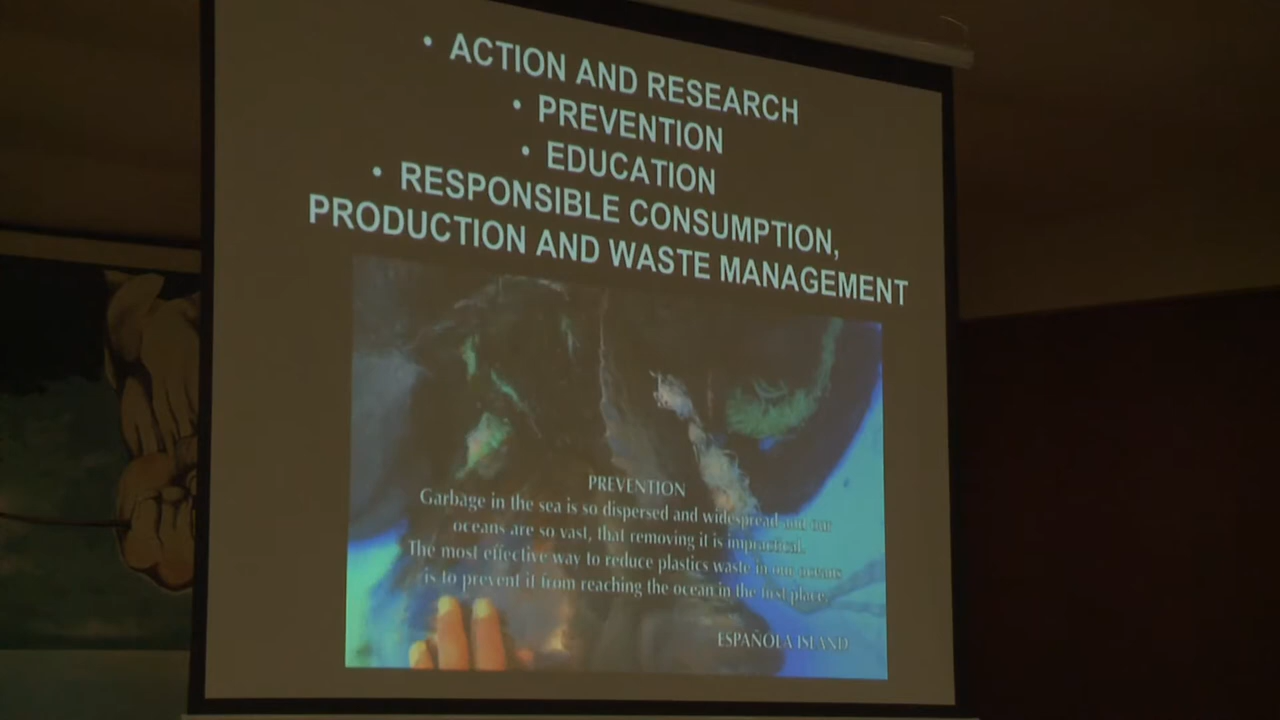 • ACTION AND RESEARCH
• PREVENTION
• EDUCATION
• RESPONSIBLE CONSUMPTION,
PRODUCTION AND WASTE MANAGEMENT
PREVENTION
Garbage in the sea is so dispersed and widespread and our
oceans are so vast, that removing it is impractical.
The most effective way to reduce plastics waste in our oceans
is to prevent it from reaching the ocean in the first place.
ESPAÑOLA ISLAND